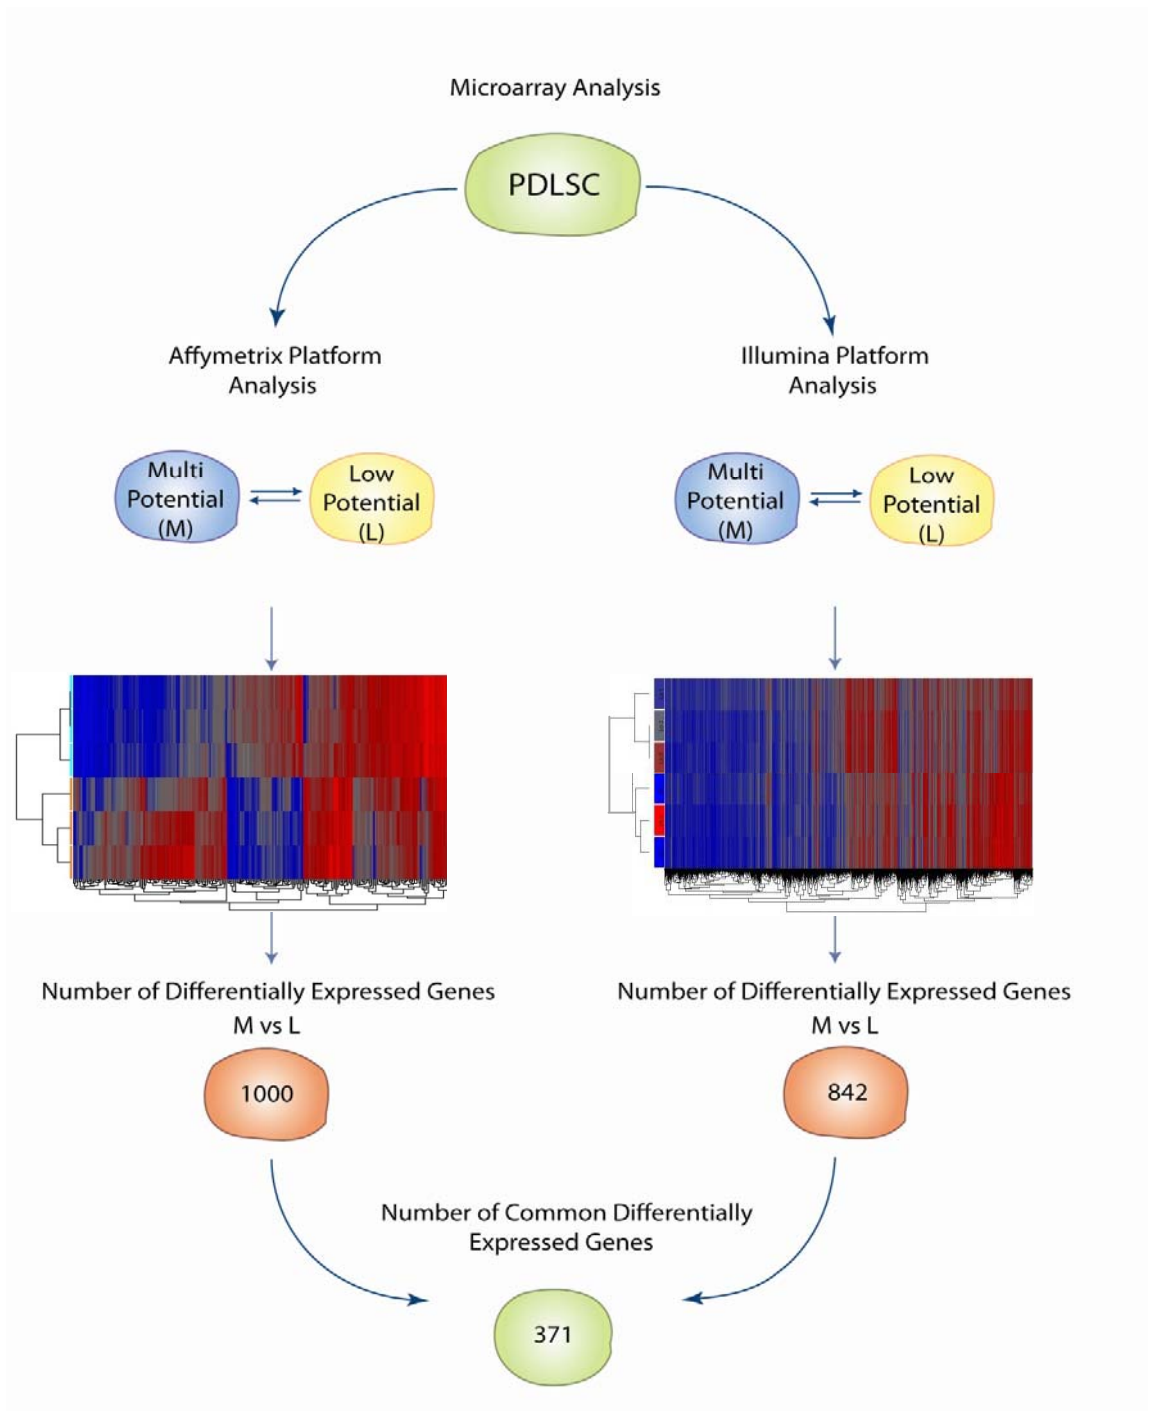 Microarray Analysis
PDLSC
Affymetrix Platform
Analysis
Illumina Platform
Analysis
Multi
Potential
(M)
Low
Potential
(L)
Multi
Potential
(M)
Low
Potential
(L)
Number of Differentially Expressed Genes
M vs L
1000
Number of Differentially Expressed Genes
M vs L
842
Number of Common Differentially
Expressed Genes
371